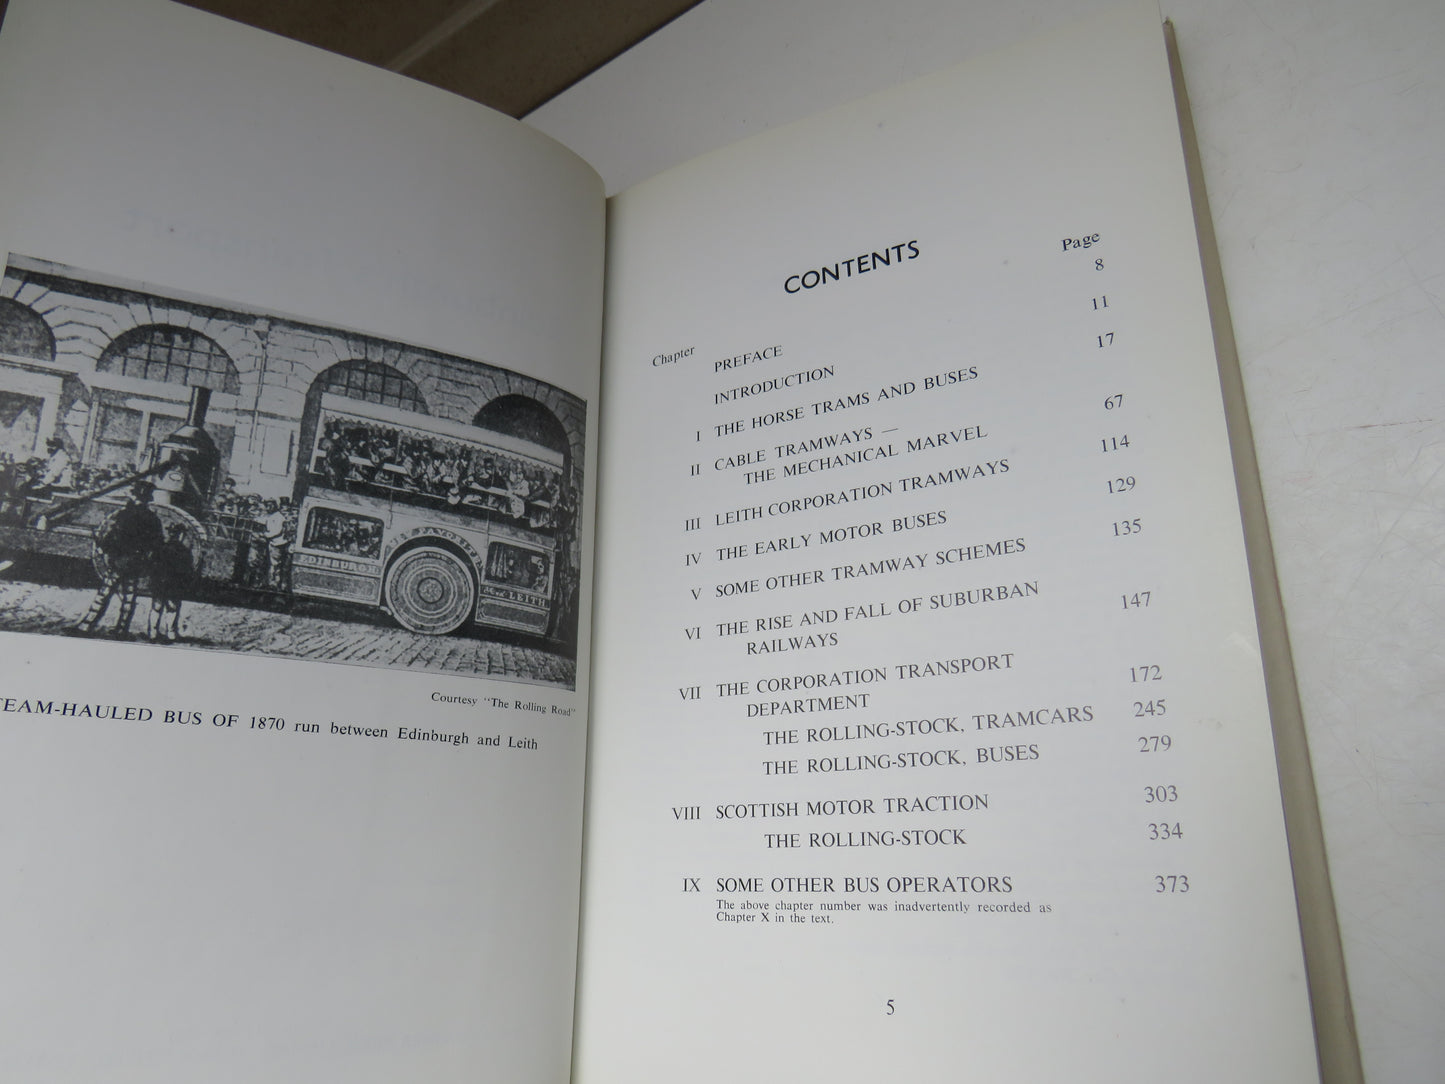 MY FAVORITE
EDINBURGH
LEITH
Courtesy "The Rolling Road"
TEAM-HAULED BUS OF 1870 run between Edinburgh and Leith
CONTENTS
Chapter Page
PREFACE 8
INTRODUCTION 11
I THE HORSE TRAMS AND BUSES 17
II CABLE TRAMWAYS —
THE MECHANICAL MARVEL 67
III LEITH CORPORATION TRAMWAYS 114
IV THE EARLY MOTOR BUSES 129
V SOME OTHER TRAMWAY SCHEMES 135
VI THE RISE AND FALL OF SUBURBAN
RAILWAYS 147
VII THE CORPORATION TRANSPORT
DEPARTMENT 172
THE ROLLING-STOCK, TRAMCARS 245
THE ROLLING-STOCK, BUSES 279
VIII SCOTTISH MOTOR TRACTION 303
THE ROLLING-STOCK 334
IX SOME OTHER BUS OPERATORS 373
The above chapter number was inadvertently recorded as
Chapter X in the text.
5